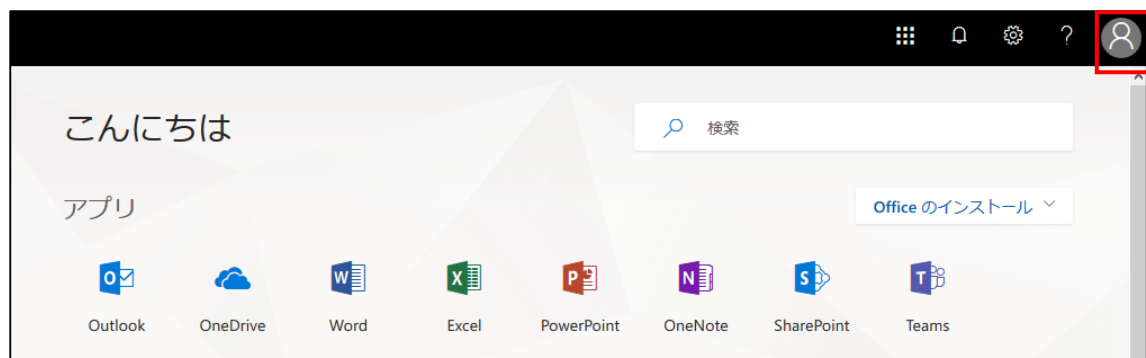 ?
こんにちは
検索
アプリ
Office のインストール
Outlook
OneDrive
Word
Excel
PowerPoint
OneNote
SharePoint
Teams